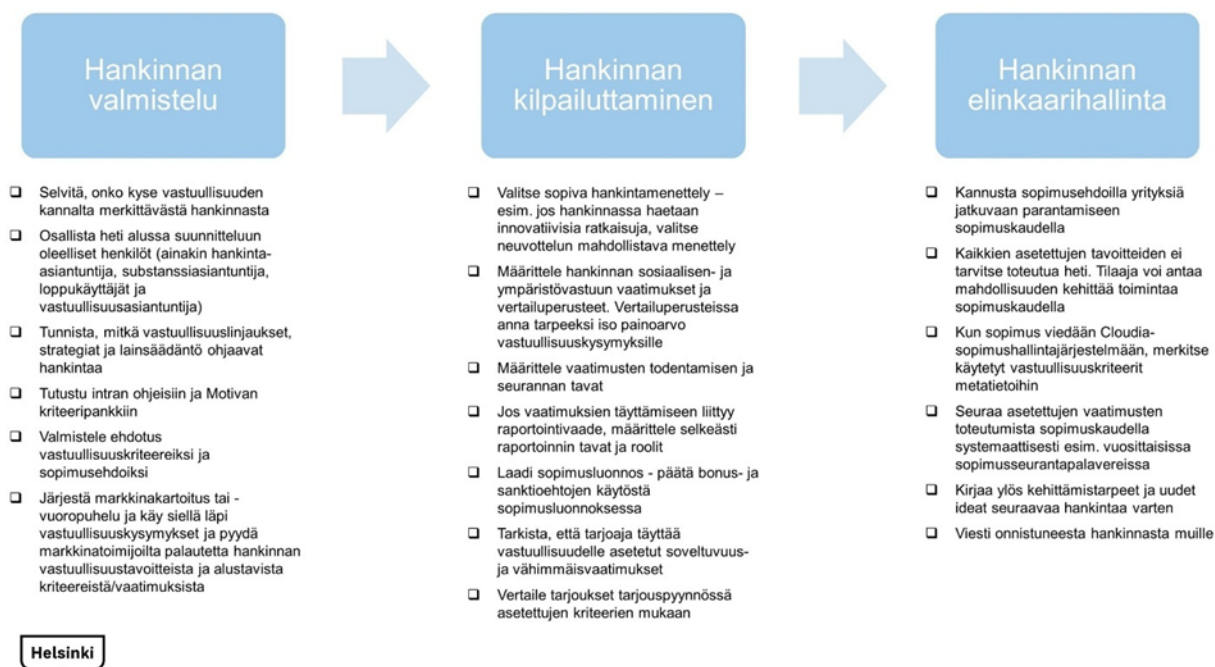 Hankinnan
valmistelu
Selvitä, onko kyse vastuullisuuden
kannalta merkittävästä hankinnasta
Osallista heti alussa suunnitteluun
oleelliset henkilöt (ainakin hankinta-
asiantuntija, substanssiasiantuntija,
loppukäyttäjät ja
vastuullisuusasiantuntija)
Tunnista, mitkä vastuullisuuslinjaukset,
strategiat ja lainsäädäntö ohjaavat
hankintaa
Tutustu intran ohjeisiin ja Motivan
kriteeripankkiin
Valmistele ehdotus
vastuullisuuskriteereiksi ja
sopimusehdoiksi
Järjestä markkinakartoitus tai -
vuoropuhelu ja käy siellä läpi
vastuullisuuskysymykset ja pyydä
markkinatoimijoilta palautetta hankinnan
vastuullisuustavoitteista ja alustavista
kriteereistä/vaatimuksista
Hankinnan
kilpailuttaminen
Valitse sopiva hankintamenettely –
esim. jos hankinnassa haetaan
innovatiivisia ratkaisuja, valitse
neuvottelun mahdollistava menettely
Määrittele hankinnan sosiaalisen- ja
ympäristövastuun vaatimukset ja
vertailuperusteet. Vertailuperusteissa
anna tarpeeksi iso painoarvo
vastuullisuuskysymyksille
Määrittele vaatimusten todentamisen ja
seurannan tavat
Jos vaatimuksien täyttämiseen liittyy
raportointivaade, määrittele selkeästi
raportoinnin tavat ja roolit
Laadi sopimusluonnos - päätä bonus- ja
sanktioehtojen käytöstä
sopimusluonnoksessa
Tarkista, että tarjoaja täyttää
vastuullisuudelle asetetut soveltuvuus-
ja vähimmäisvaatimukset
Vertaile tarjoukset tarjouspyynnössä
asetettujen kriteerien mukaan
Hankinnan
elinkaarihallinta
Kannusta sopimusehdoilla yrityksiä
jatkuvaan parantamiseen
sopimuskaudella
Kaikkien asetettujen tavoitteiden ei
tarvitse toteutua heti. Tilaaja voi antaa
mahdollisuuden kehittää toimintaa
sopimuskaudella
Kun sopimus viedään Cloudia-
sopimushallintajärjestelmään, merkitse
käytetyt vastuullisuuskriteerit
metatietoihin
Seuraa asetettujen vaatimusten
toteutumista sopimuskaudella
systemaattisesti esim. vuosittaisissa
sopimusseurantapalavereissa
Kirjaa ylös kehittämistarpeet ja uudet
ideat seuraavaa hankintaa varten
Viesti onnistuneesta hankinnasta muille
Helsinki